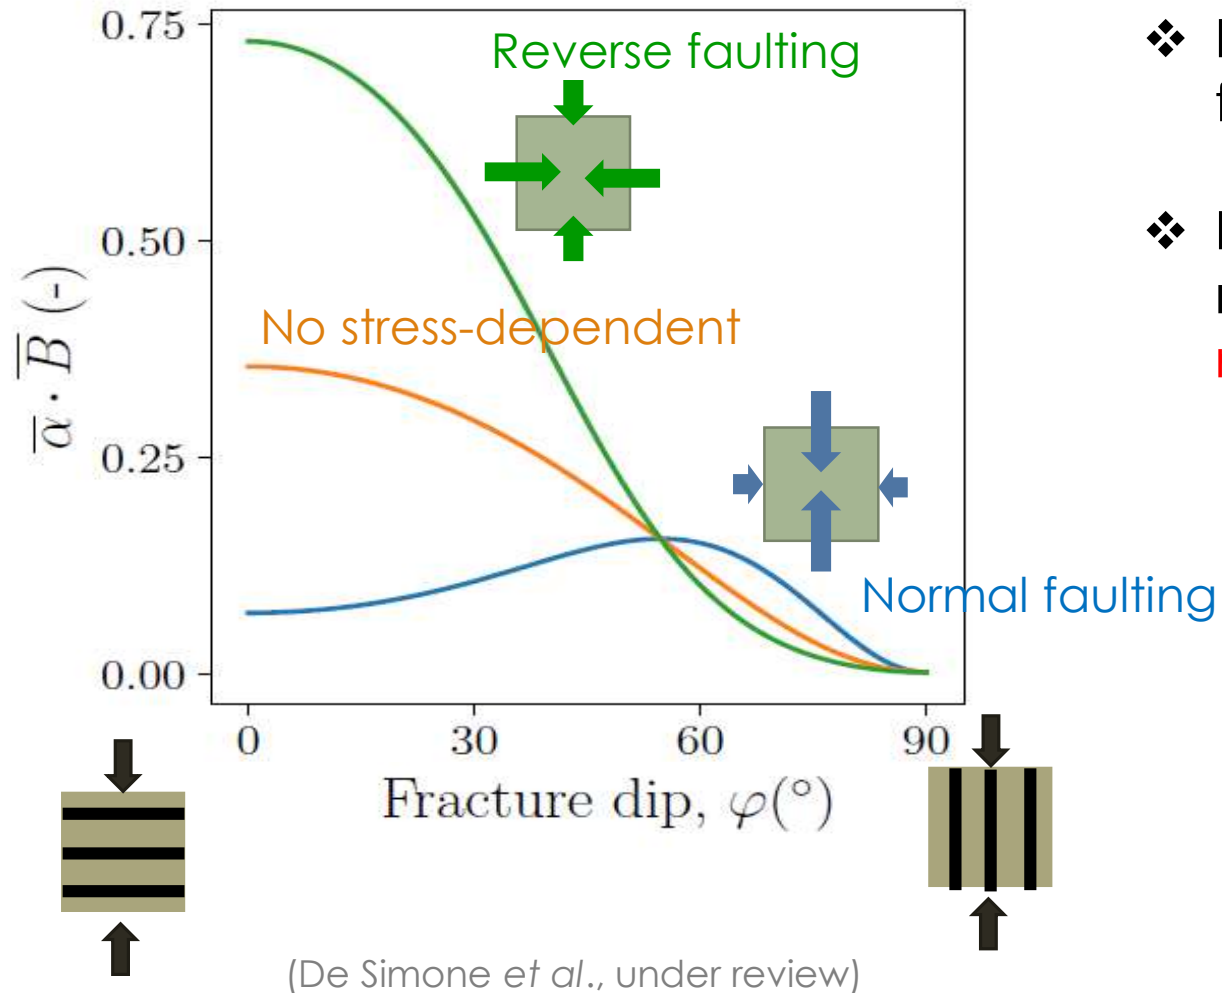 0.75
Reverse faulting
0.50
No stress-dependent
0.25
Normal faulting
0.00
α̅ · B̅ (-)
0 30 60 90
Fracture dip, φ(°)
(De Simone et al., under review)